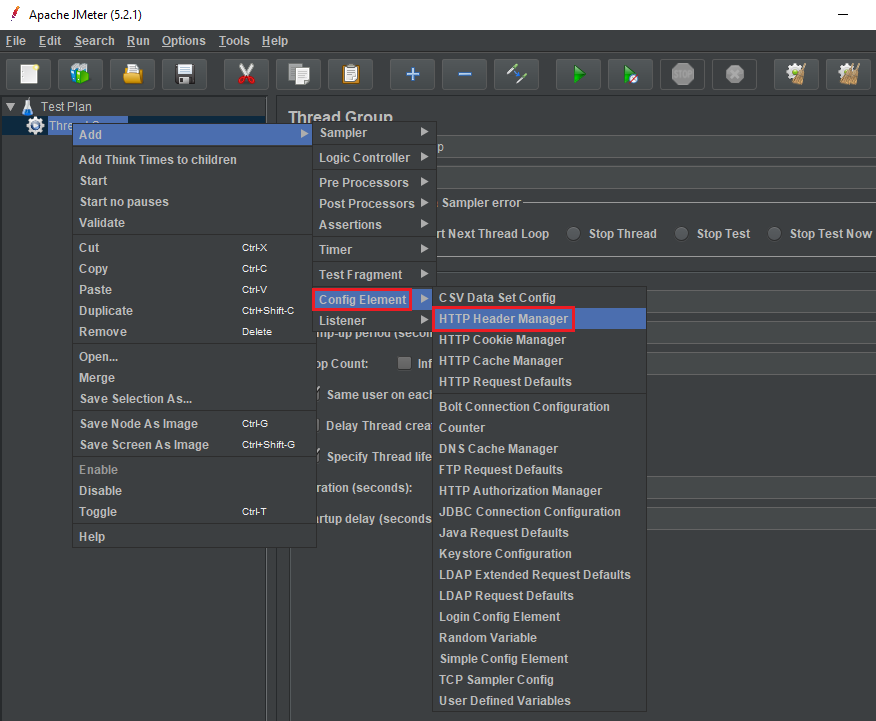 Apache JMeter (5.2.1)
File Edit Search Run Options Tools Help
STOP
Test Plan
Thread
Thread Group
Add
Add Think Times to children
Start
Start no pauses
Validate
Cut Ctrl-X
Copy Ctrl-C
Paste Ctrl-V
Duplicate Ctrl+Shift-C
Remove Delete
Open...
Merge
Save Selection As...
Save Node As Image Ctrl-G
Save Screen As Image Ctrl+Shift-G
Enable
Disable
Toggle Ctrl-T
Help
Sampler
Logic Controller
Pre Processors
Post Processors
Assertions
Timer
Test Fragment
Config Element
Listener
p
Sampler error
rt Next Thread Loop Stop Thread Stop Test Stop Test Now
mp-up period (secon
op Count: Inf
Same user on each
Delay Thread creat
Specify Thread life
ration (seconds):
artup delay (seconds
CSV Data Set Config
HTTP Header Manager
HTTP Cookie Manager
HTTP Cache Manager
HTTP Request Defaults
Bolt Connection Configuration
Counter
DNS Cache Manager
FTP Request Defaults
HTTP Authorization Manager
JDBC Connection Configuration
Java Request Defaults
Keystore Configuration
LDAP Extended Request Defaults
LDAP Request Defaults
Login Config Element
Random Variable
Simple Config Element
TCP Sampler Config
User Defined Variables